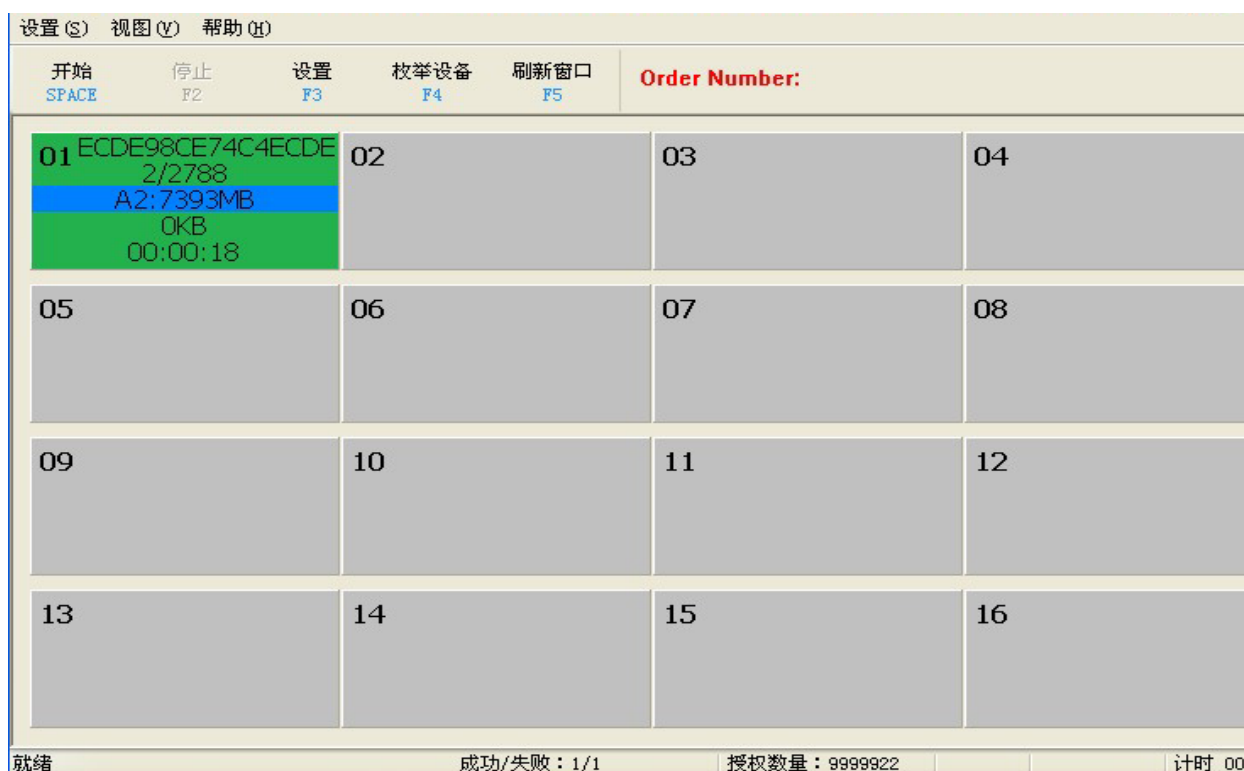 设置(S) 视图(V) 帮助(H)
开始 停止 设置 枚举设备 刷新窗口 Order Number:
SPACE F2 F3 F4 F5
01 ECDE98CE74C4ECDE
2/2788
A2:7393MB
0KB
00:00:18
02 03 04
05 06 07 08
09 10 11 12
13 14 15 16
就绪 成功/失败：1/1 授权数量：9999922 计时 00